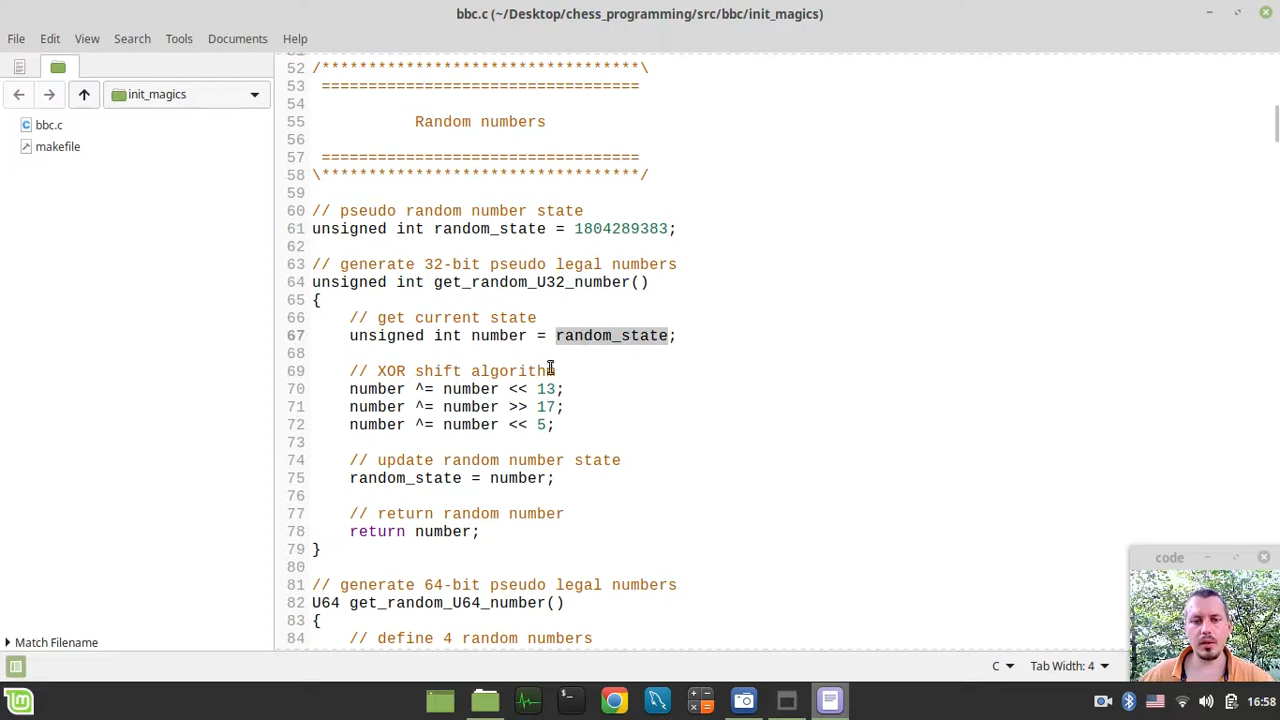 bbc.c (~/Desktop/chess_programming/src/bbc/init_magics)
File Edit View Search Tools Documents Help
init_magics
bbc.c
makefile
52 /*********************************\
53 ==================================
54
55 Random numbers
56
57 ==================================
58 \*********************************/
59
60 // pseudo random number state
61 unsigned int random_state = 1804289383;
62
63 // generate 32-bit pseudo legal numbers
64 unsigned int get_random_U32_number()
65 {
66 // get current state
67 unsigned int number = random_state;
68
69 // XOR shift algorithm
70 number ^= number << 13;
71 number ^= number >> 17;
72 number ^= number << 5;
73
74 // update random number state
75 random_state = number;
76
77 // return random number
78 return number;
79 }
80
81 // generate 64-bit pseudo legal numbers
82 U64 get_random_U64_number()
83 {
84 // define 4 random numbers
Match Filename
code
C Tab Width: 4
16:58